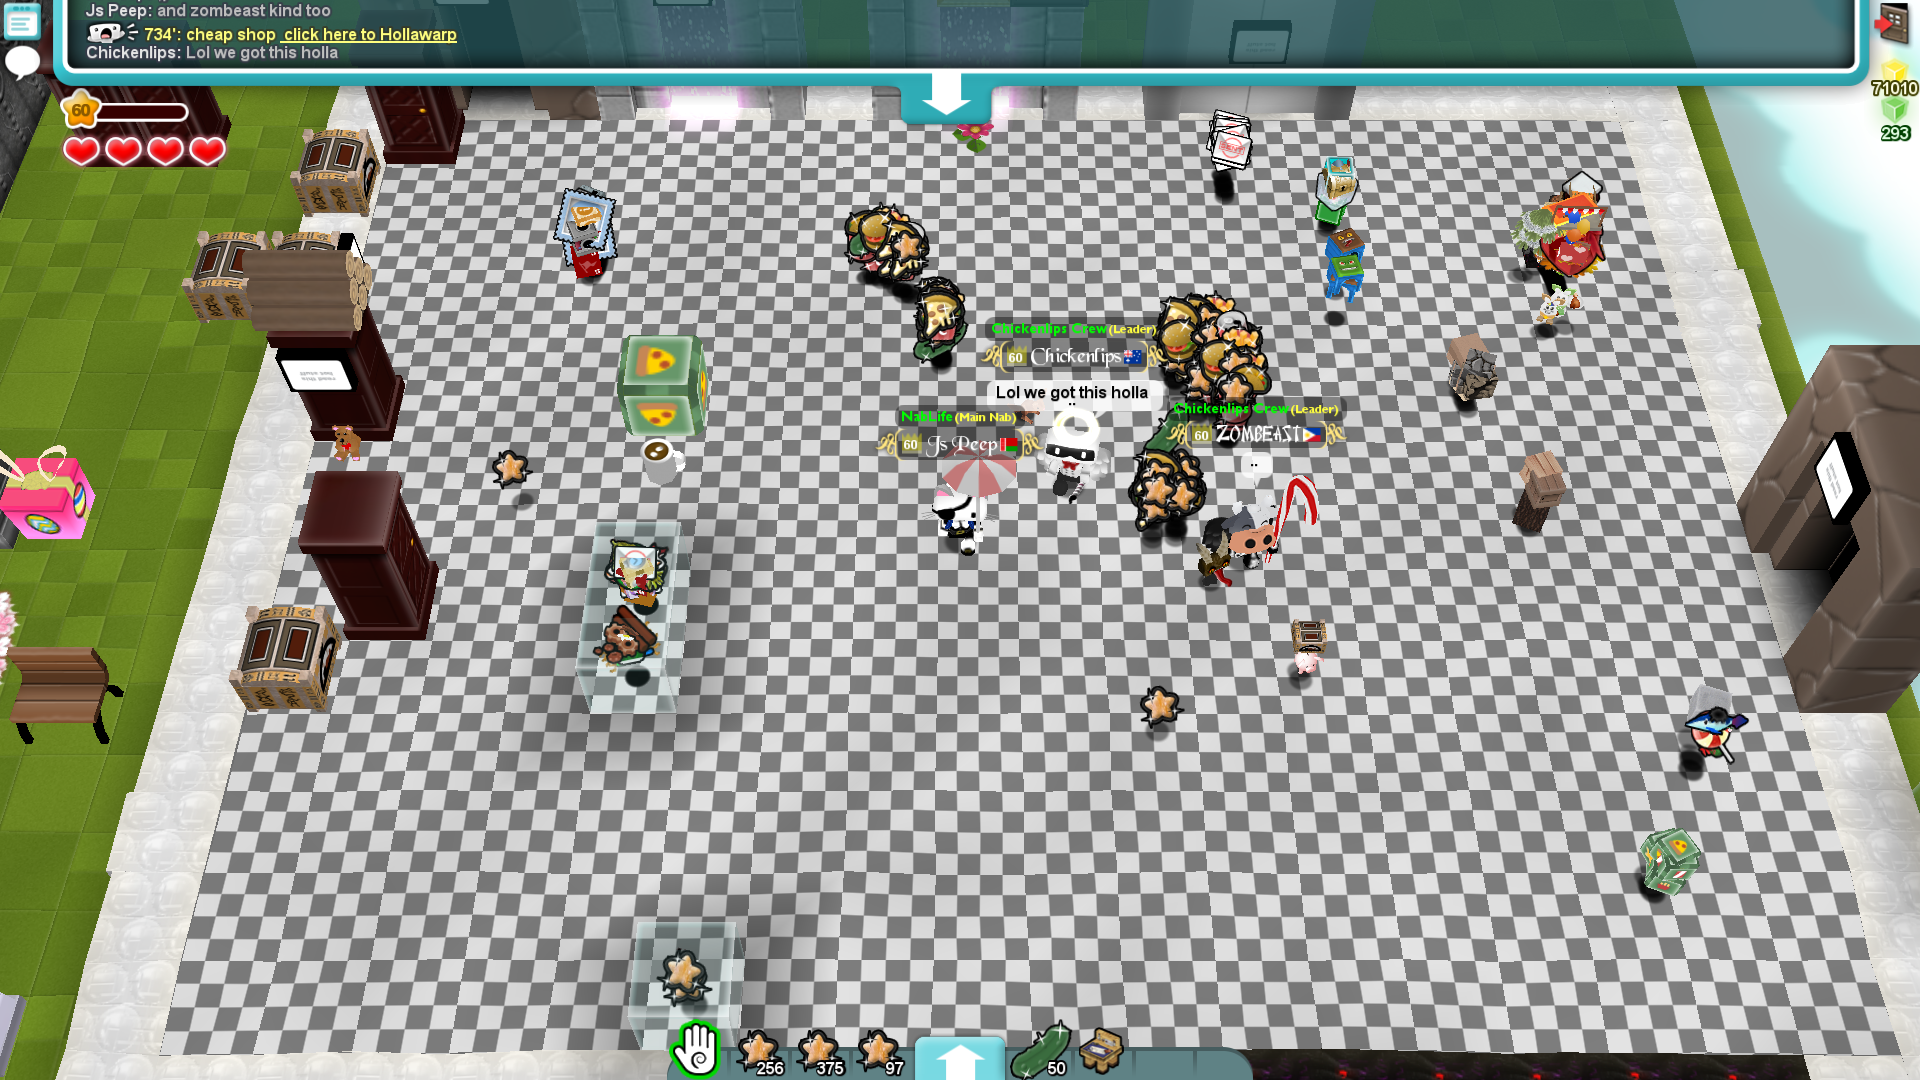 Js Peep: and zombeast kind too
734': cheap shop click here to Hollawarp
Chickenlips: Lol we got this holla
60
71010
293
Chickenlips Crew (Leader)
60 Chickenlips
Lol we got this holla
NabLife (Main Nab)
60 Js Peep
Chickenlips Crew (Leader)
60 ZOMBEAST
..
256
375
97
50